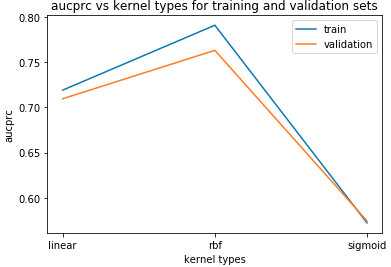 aucprc vs kernel types for training and validation sets
train
validation
0.80
0.75
0.70
0.65
0.60
aucprc
linear
rbf
sigmoid
kernel types